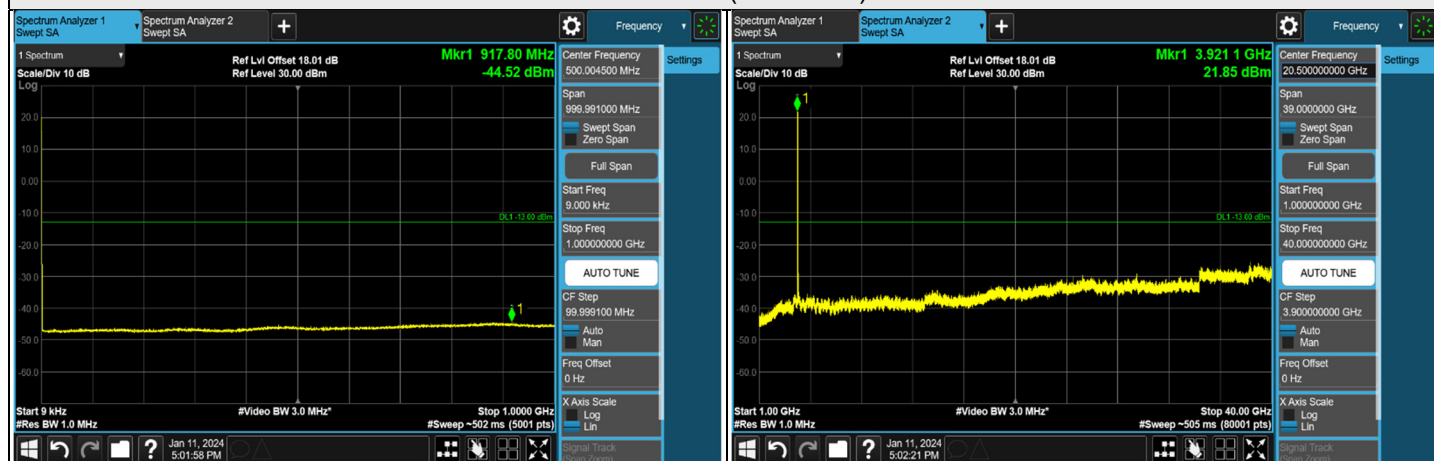 Spectrum Analyzer 1
Swept SA
Spectrum Analyzer 2
Swept SA
+
Frequency
1 Spectrum
Scale/Div 10 dB
Log
Ref Lvl Offset 18.01 dB
Ref Level 30.00 dBm
Mkr1 917.80 MHz
-44.52 dBm
20.0
10.0
0.00
-10.0
-20.0
-30.0
-40.0
-50.0
-60.0
DL1 -13.00 dBm
1
Start 9 kHz
#Res BW 1.0 MHz
#Video BW 3.0 MHz*
Stop 1.0000 GHz
#Sweep ~502 ms (5001 pts)
Center Frequency
500.004500 MHz
Span
999.991000 MHz
Swept Span
Zero Span
Full Span
Start Freq
9.000 kHz
Stop Freq
1.000000000 GHz
AUTO TUNE
CF Step
99.999100 MHz
Auto
Man
Freq Offset
0 Hz
X Axis Scale
Log
Lin
Signal Track
(Span Zoom)
Settings
?
Jan 11, 2024
5:01:58 PM
Spectrum Analyzer 1
Swept SA
Spectrum Analyzer 2
Swept SA
+
Frequency
1 Spectrum
Scale/Div 10 dB
Log
Ref Lvl Offset 18.01 dB
Ref Level 30.00 dBm
Mkr1 3.921 1 GHz
21.85 dBm
1
20.0
10.0
0.00
-10.0
-20.0
-30.0
-40.0
-50.0
-60.0
DL1 -13.00 dBm
Start 1.00 GHz
#Res BW 1.0 MHz
#Video BW 3.0 MHz*
Stop 40.00 GHz
#Sweep ~505 ms (80001 pts)
Center Frequency
20.500000000 GHz
Span
39.0000000 GHz
Swept Span
Zero Span
Full Span
Start Freq
1.000000000 GHz
Stop Freq
40.000000000 GHz
AUTO TUNE
CF Step
3.900000000 GHz
Auto
Man
Freq Offset
0 Hz
X Axis Scale
Log
Lin
Signal Track
(Span Zoom)
Settings
?
Jan 11, 2024
5:02:21 PM